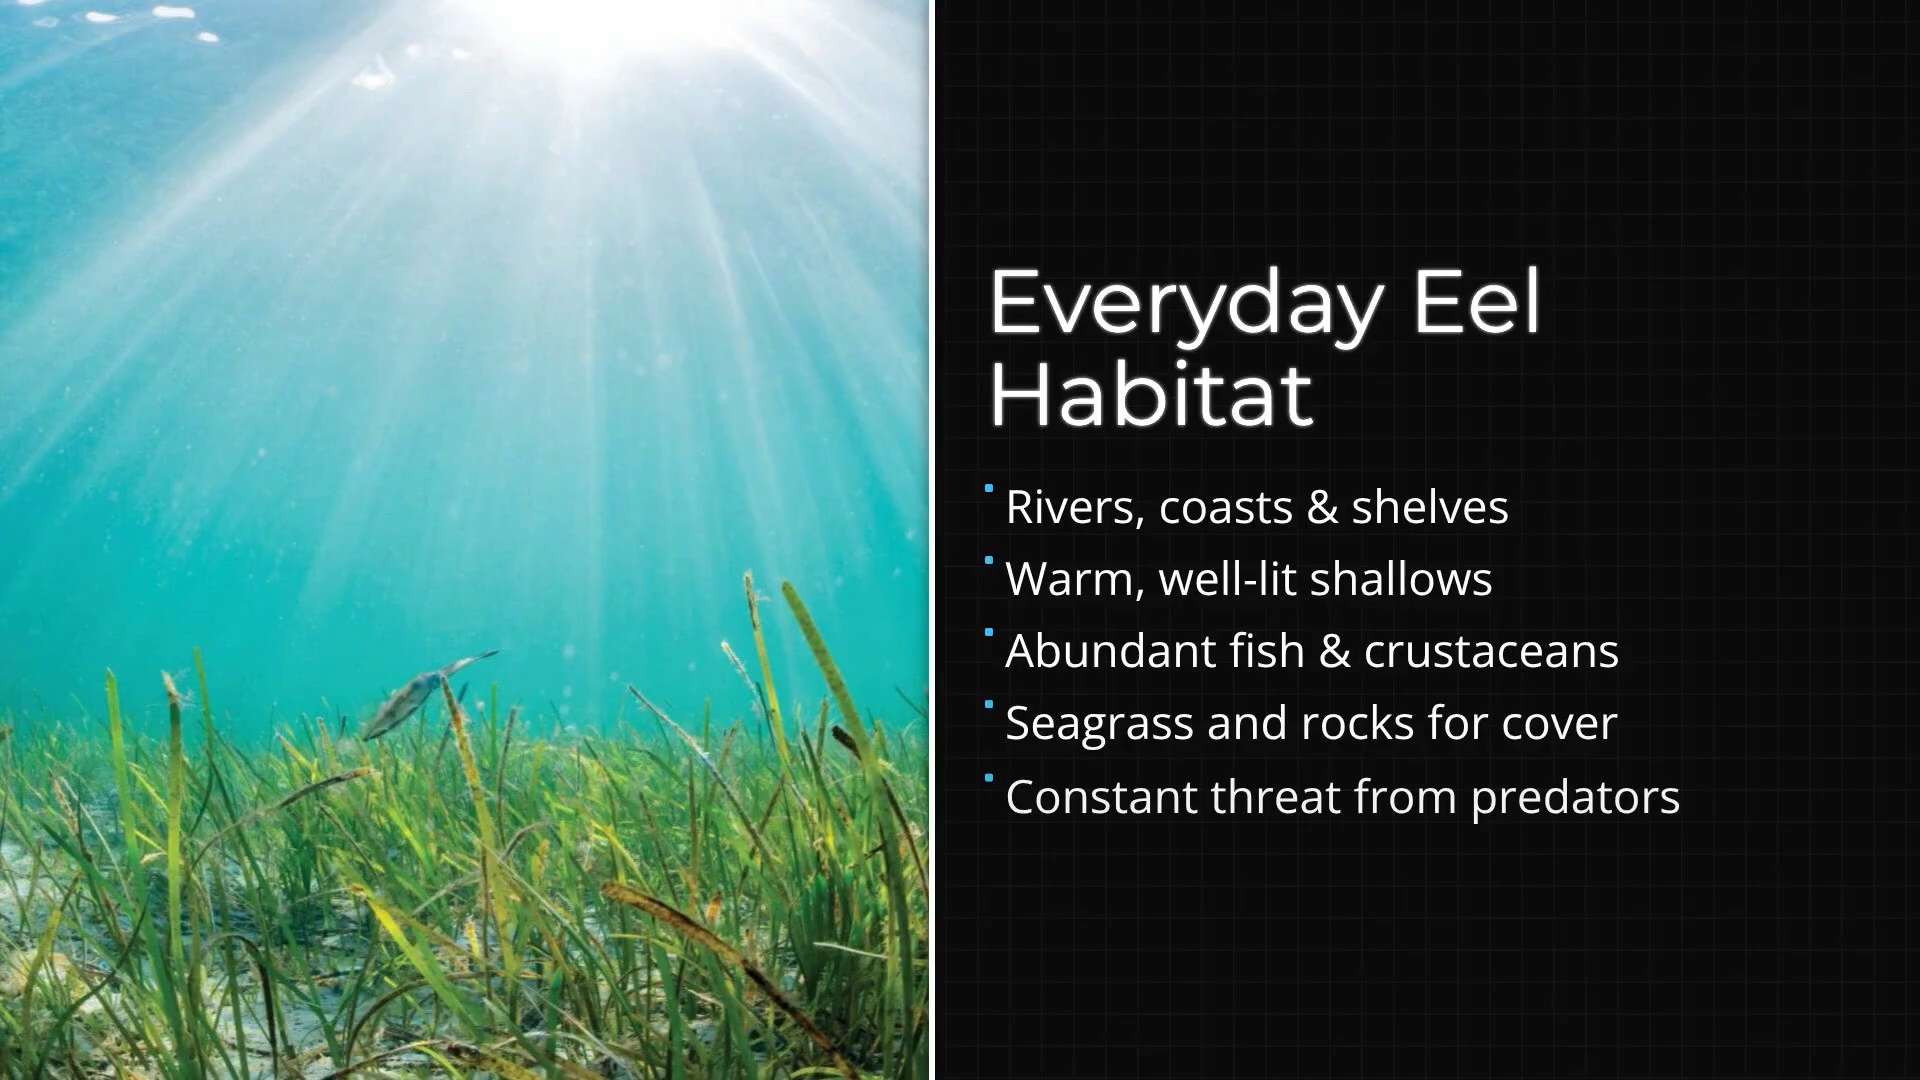 Everyday Eel
Habitat
Rivers, coasts & shelves
Warm, well-lit shallows
Abundant fish & crustaceans
Seagrass and rocks for cover
Constant threat from predators